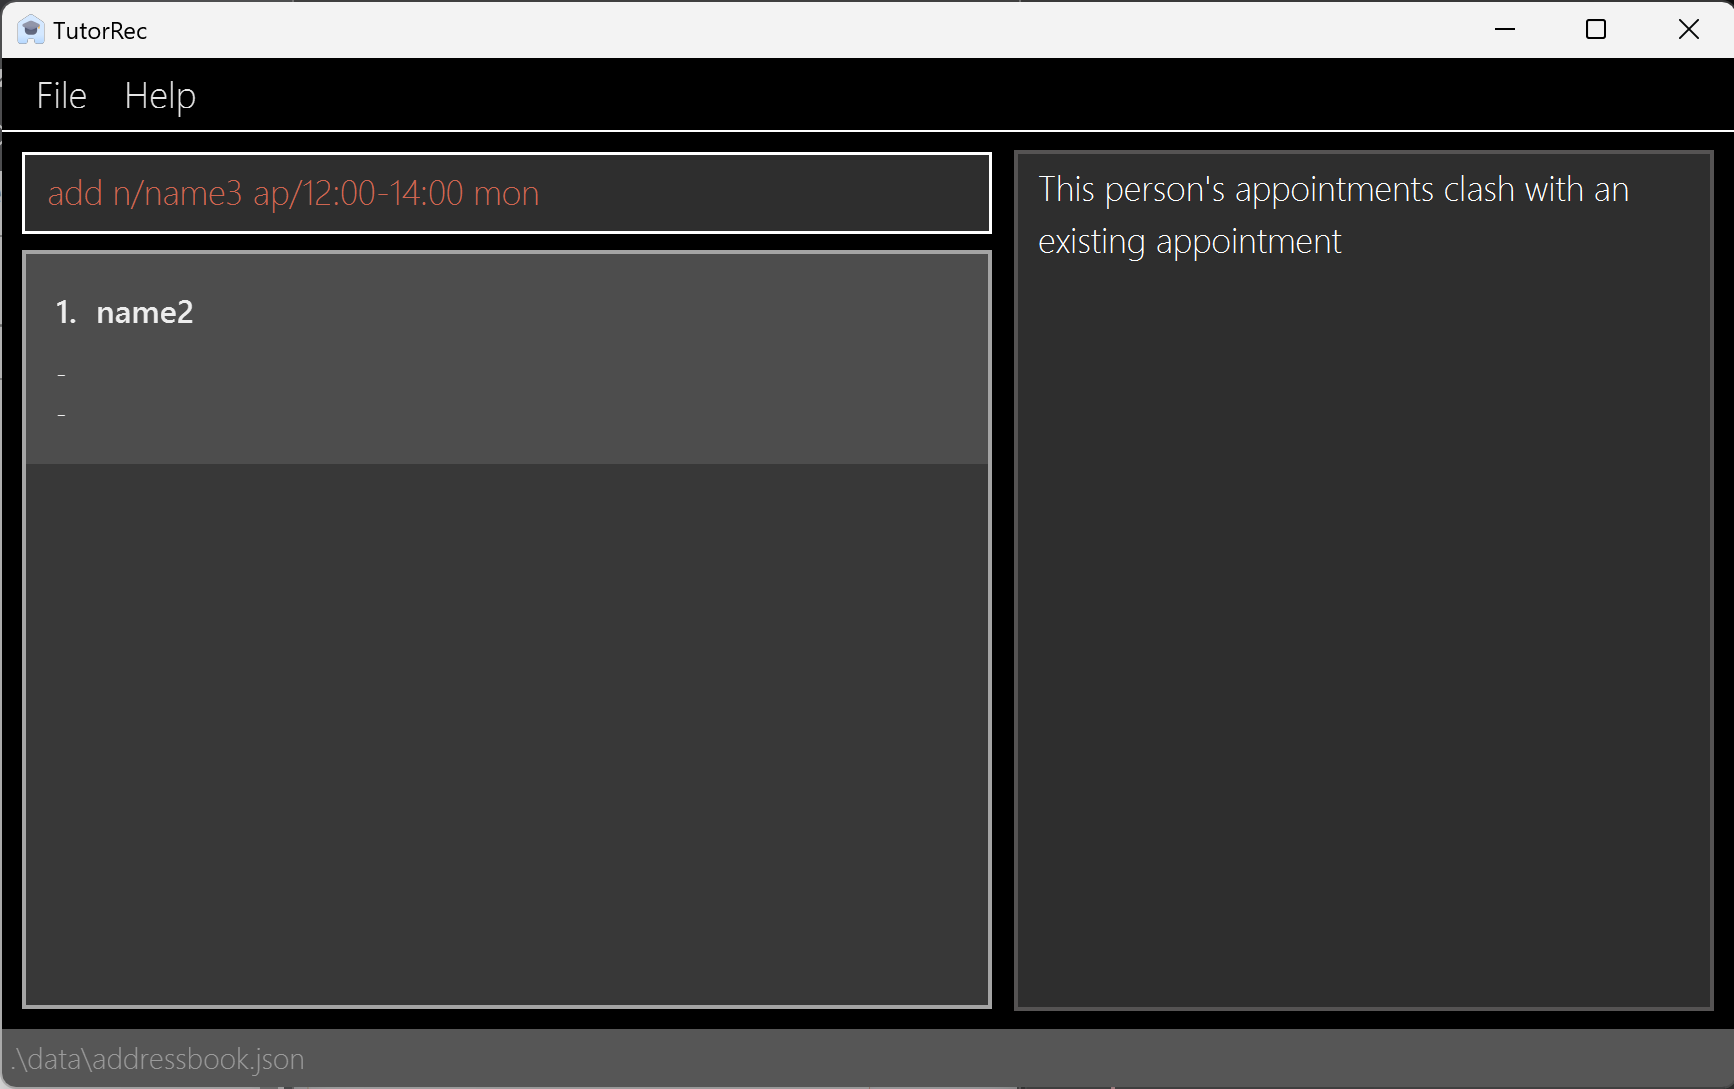 TutorRec
File Help
add n/name3 ap/12:00-14:00 mon
This person's appointments clash with an
existing appointment
1. name2
-
-
.\data\addressbook.json